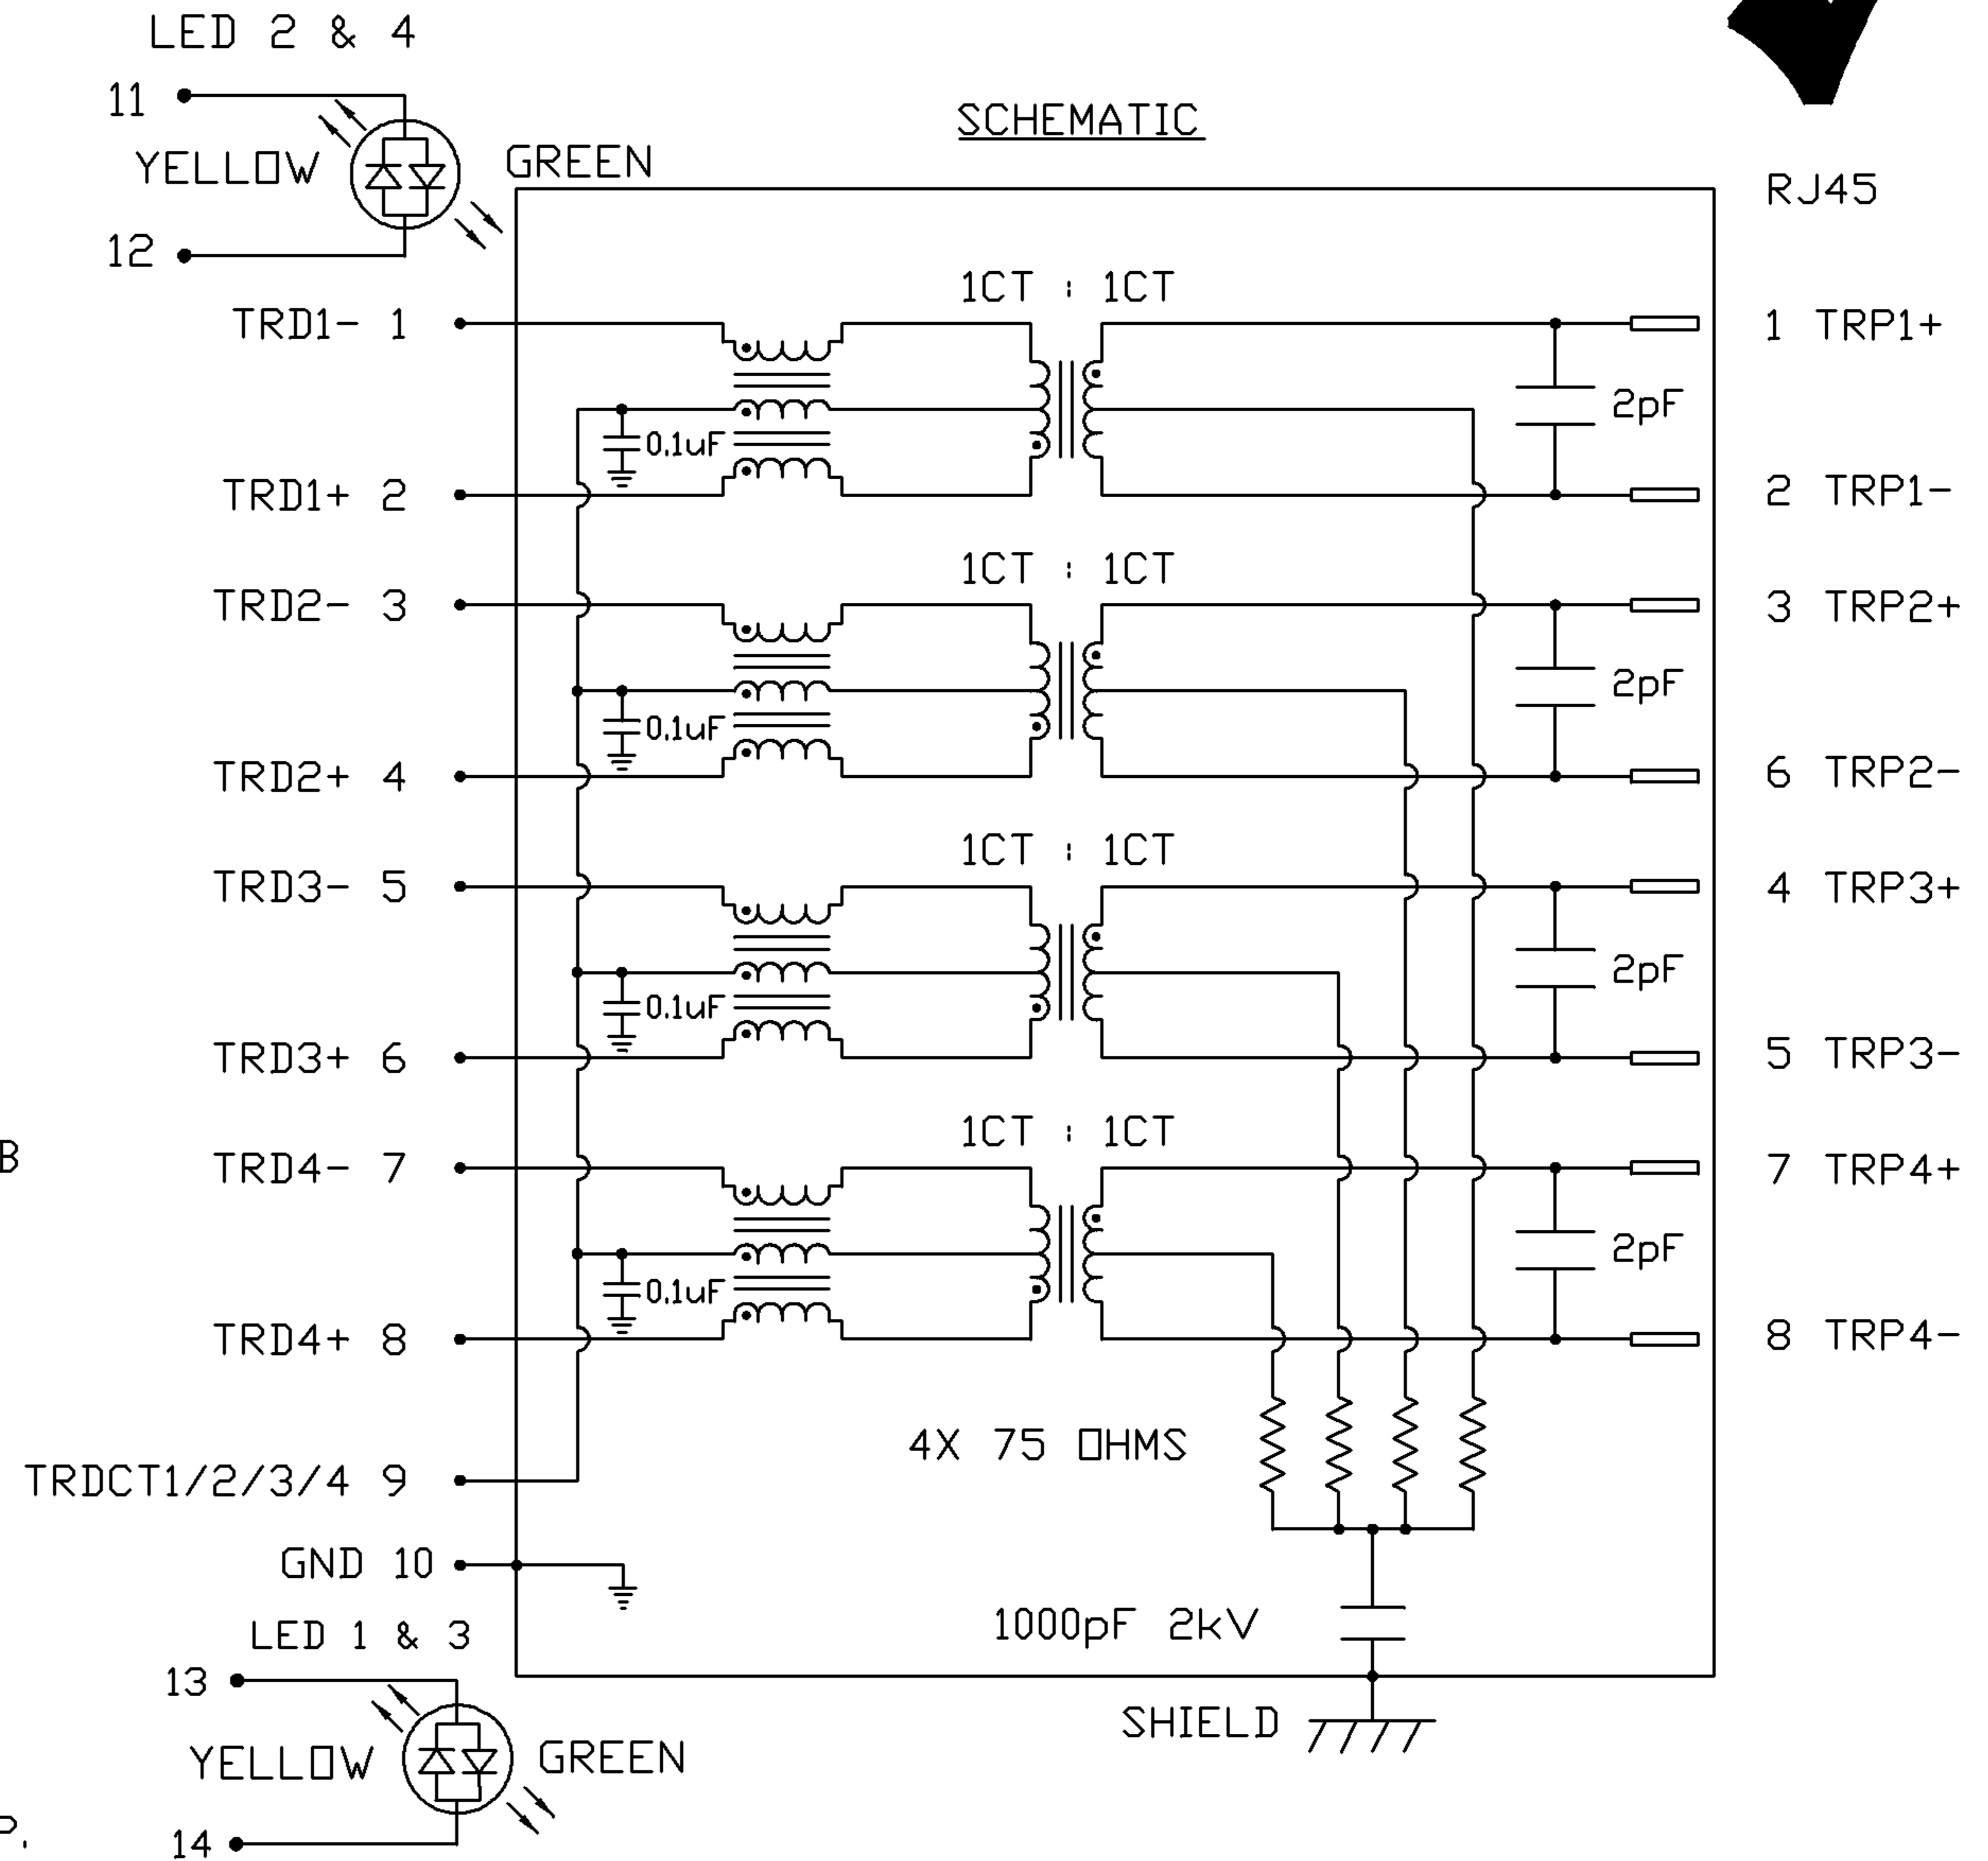 LED 2 & 4
11
YELLOW
GREEN
12
SCHEMATIC
RJ45
1CT : 1CT
TRD1- 1
1 TRP1+
0.1uF
2pF
TRD1+ 2
2 TRP1-
1CT : 1CT
TRD2- 3
3 TRP2+
0.1uF
2pF
TRD2+ 4
6 TRP2-
1CT : 1CT
TRD3- 5
4 TRP3+
0.1uF
2pF
TRD3+ 6
5 TRP3-
1CT : 1CT
B
TRD4- 7
7 TRP4+
0.1uF
2pF
TRD4+ 8
8 TRP4-
4X 75 OHMS
TRDCT1/2/3/4 9
GND 10
1000pF 2kV
SHIELD
LED 1 & 3
13
YELLOW
GREEN
14
P.